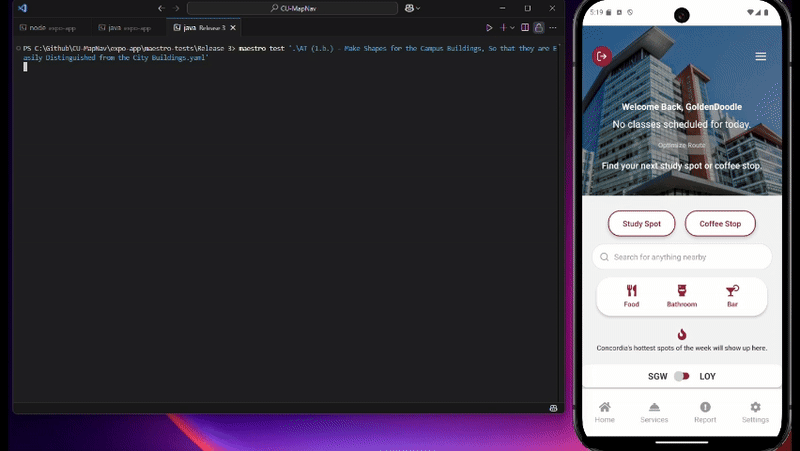 CU-MapNav
node expo-app
java expo-app
java Release 3
PS C:\Github\CU-MapNav\expo-app\maestro-tests\Release 3> maestro test '.\AT (1.b.) - Make Shapes for the Campus Buildings, So that they are E
asily Distinguished from the City Buildings.yaml'
5:19
Welcome Back, GoldenDoodle
No classes scheduled for today.
Optimize Route
Find your next study spot or coffee stop.
Study Spot
Coffee Stop
Search for anything nearby
Food
Bathroom
Bar
Concordia's hottest spots of the week will show up here.
SGW
LOY
Home
Services
Report
Settings